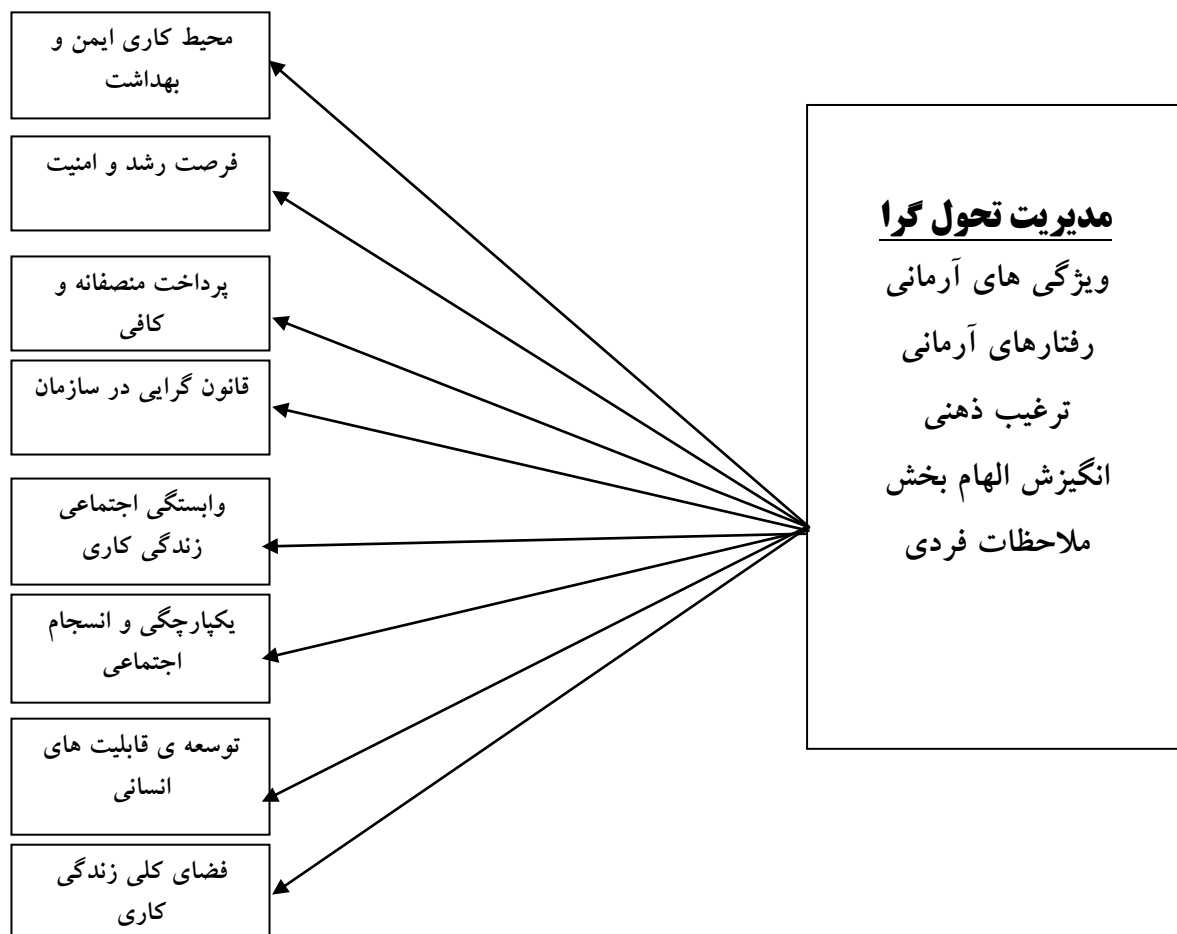 مدیریت تحول گرا
ویژگی های آرمانی
رفتارهای آرمانی
ترغیب ذهنی
انگیزش الهام بخش
ملاحظات فردی
محیط کاری ایمن و
بهداشت
فرصت رشد و امنیت
پرداخت منصفانه و
کافی
قانون گرایی در سازمان
وابستگی اجتماعی
زندگی کاری
یکپارچگی و انسجام
اجتماعی
توسعه ی قابلیت های
انسانی
فضای کلی زندگی
کاری